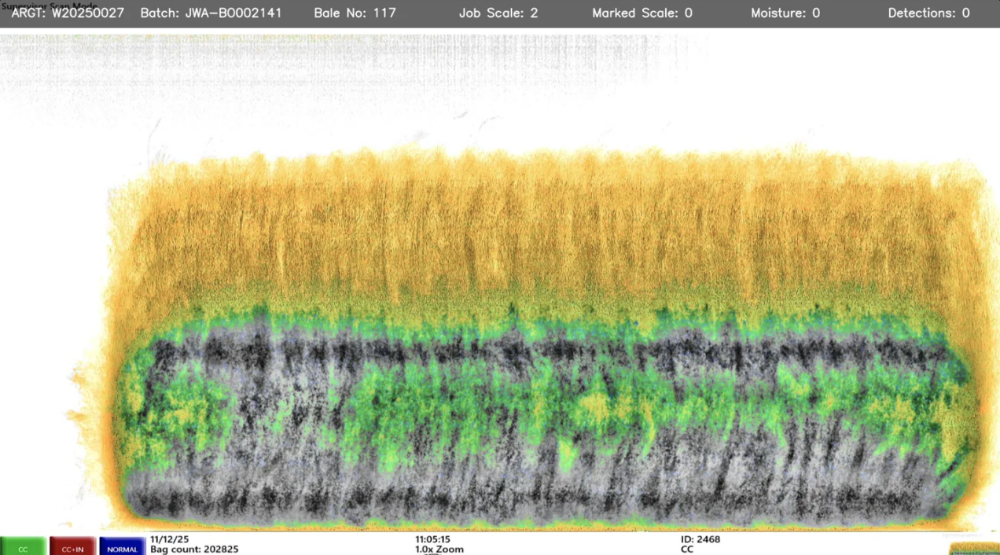 Supervisor Scan Mode
ARGT: W20250027 Batch: JWA-BO002141 Bale No: 117 Job Scale: 2 Marked Scale: 0 Moisture: 0 Detections: 0
CC CC+IN NORMAL
11/12/25 11:05:15 ID: 2468
Bag count: 202825 1.0x Zoom CC